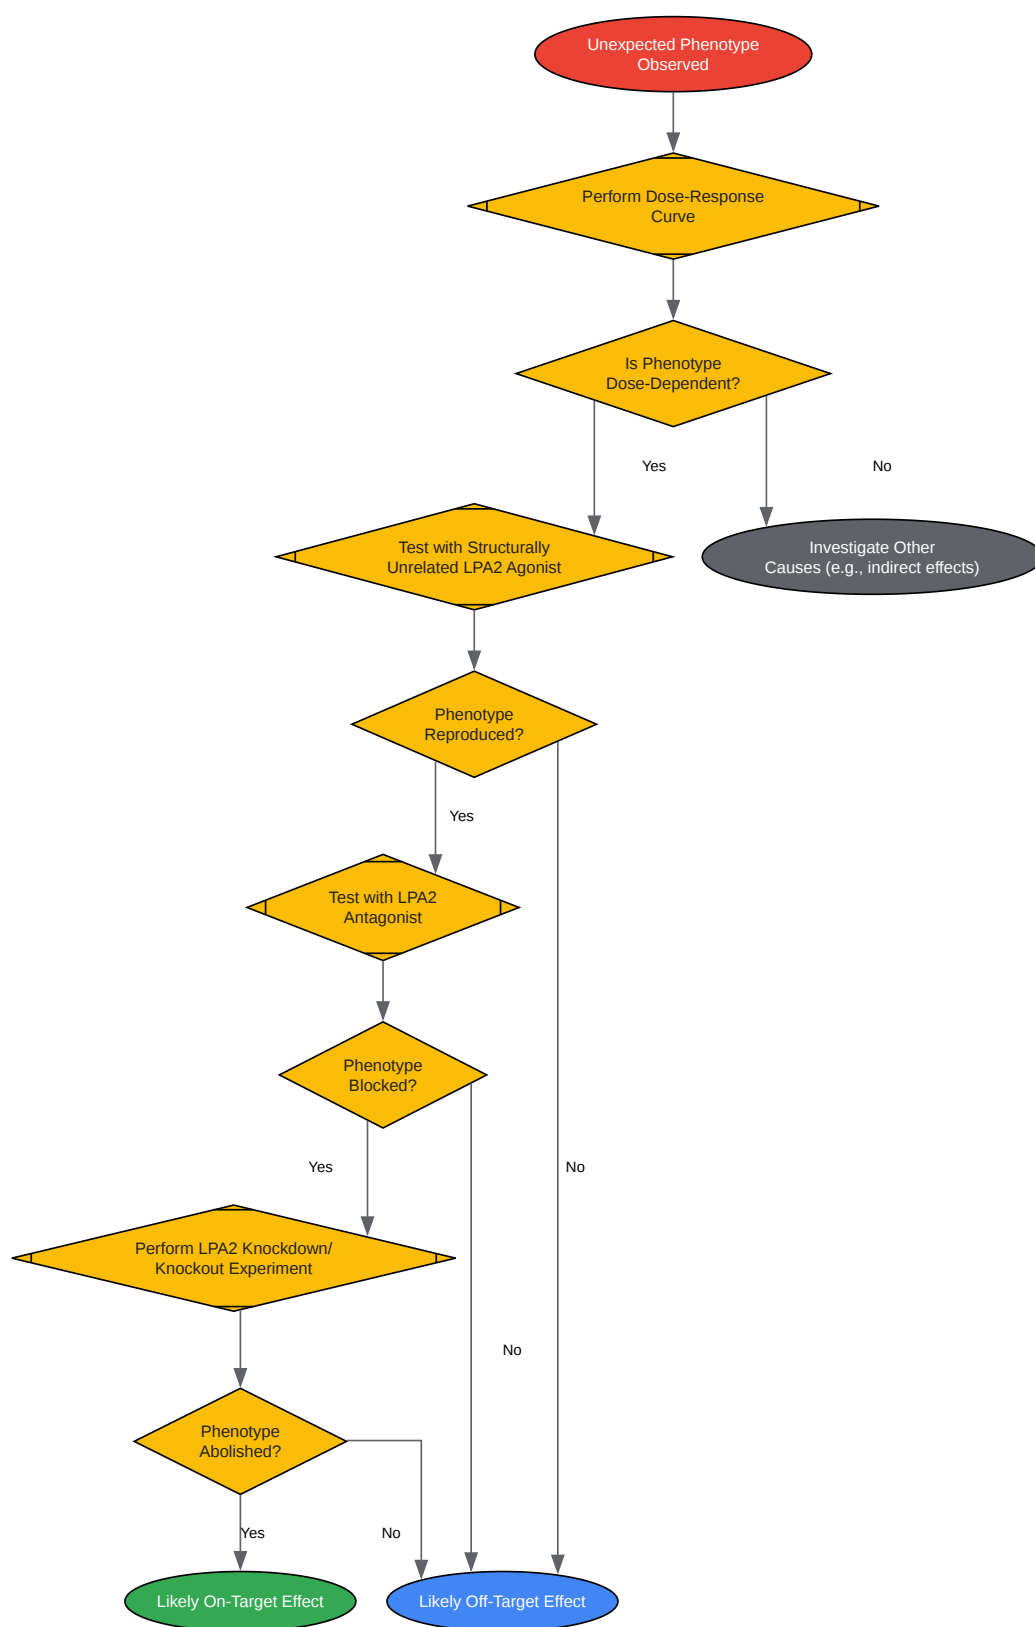 Unexpected Phenotype
Observed
Perform Dose-Response
Curve
Is Phenotype
Dose-Dependent?
Yes
No
Test with Structurally
Unrelated LPA2 Agonist
Investigate Other
Causes (e.g., indirect effects)
Phenotype
Reproduced?
Yes
Test with LPA2
Antagonist
Phenotype
Blocked?
Yes
No
Perform LPA2 Knockdown/
Knockout Experiment
No
Phenotype
Abolished?
Yes
No
Likely On-Target Effect
Likely Off-Target Effect